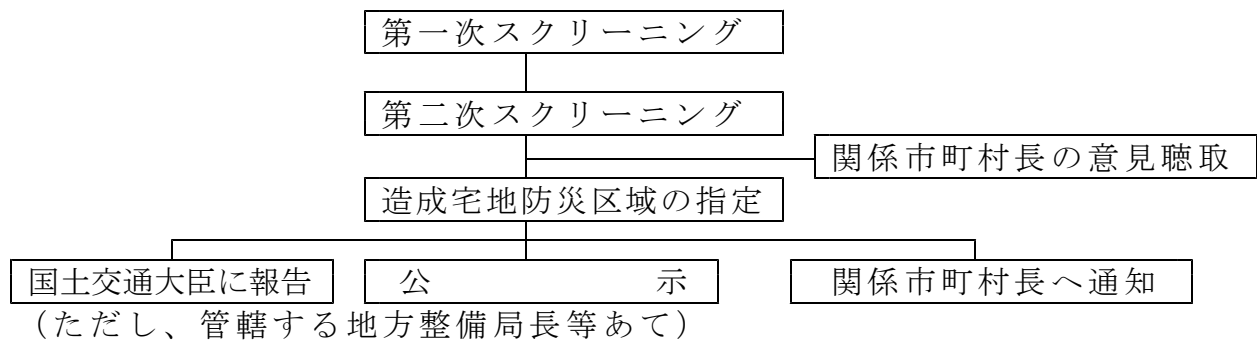 第一次スクリーニング
第二次スクリーニング
関係市町村長の意見聴取
造成宅地防災区域の指定
国土交通大臣に報告
公示
関係市町村長へ通知
（ただし、管轄する地方整備局長等あて）